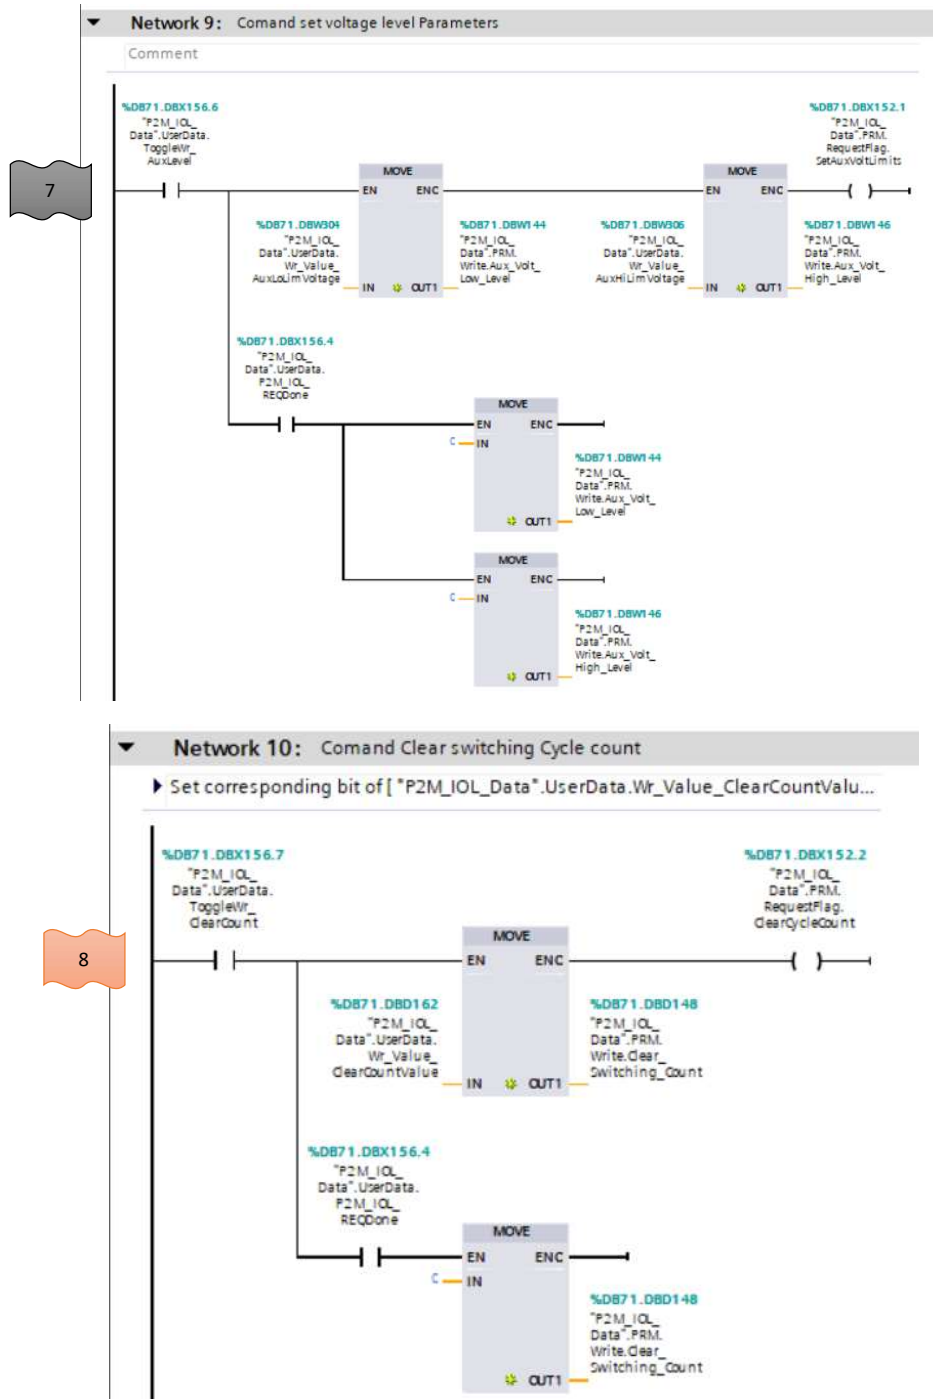 Network 9: Comand set voltage level Parameters
Comment
%DB71.DBX156.6
"P2M_IOL_
Data".UserData.
ToggleWr_
AuxLevel
%DB71.DBX152.1
"P2M_IOL_
Data".PRM.
RequestFlag.
SetAuxVoltLimits
7
MOVE
EN ENO
MOVE
EN ENO
%DB71.DBW304
"P2M_IOL_
Data".UserData.
Wr_Value_
AuxLoLimVoltage
IN OUT1
%DB71.DBW144
"P2M_IOL_
Data".PRM.
Write.Aux_Volt_
Low_Level
%DB71.DBW306
"P2M_IOL_
Data".UserData.
Wr_Value_
AuxHiLimVoltage
IN OUT1
%DB71.DBW146
"P2M_IOL_
Data".PRM.
Write.Aux_Volt_
High_Level
%DB71.DBX156.4
"P2M_IOL_
Data".UserData.
P2M_IOL_
REQDone
MOVE
EN ENO
IN
%DB71.DBW144
"P2M_IOL_
Data".PRM.
Write.Aux_Volt_
Low_Level
OUT1
MOVE
EN ENO
IN
%DB71.DBW146
"P2M_IOL_
Data".PRM.
Write.Aux_Volt_
High_Level
OUT1
Network 10: Comand Clear switching Cycle count
Set corresponding bit of [ "P2M_IOL_Data".UserData.Wr_Value_ClearCountValu...
%DB71.DBX156.7
"P2M_IOL_
Data".UserData.
ToggleWr_
ClearCount
%DB71.DBX152.2
"P2M_IOL_
Data".PRM.
RequestFlag.
ClearCycleCount
8
MOVE
EN ENO
%DB71.DBD162
"P2M_IOL_
Data".UserData.
Wr_Value_
ClearCountValue
IN OUT1
%DB71.DBD148
"P2M_IOL_
Data".PRM.
Write.Clear_
Switching_Count
%DB71.DBX156.4
"P2M_IOL_
Data".UserData.
P2M_IOL_
REQDone
MOVE
EN ENO
IN
%DB71.DBD148
"P2M_IOL_
Data".PRM.
Write.Clear_
Switching_Count
OUT1